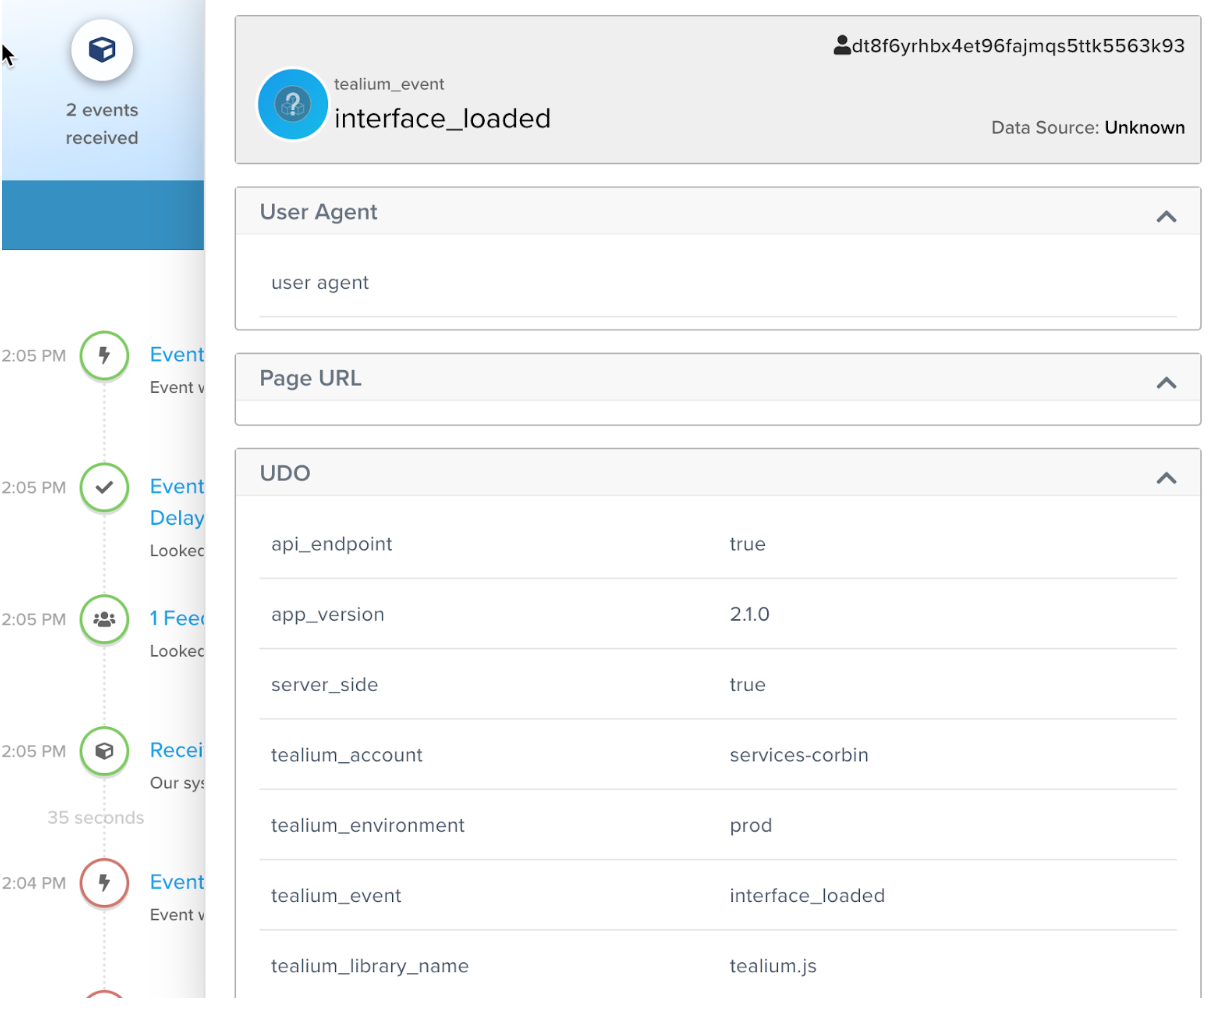 2 events
received
2:05 PM
Event
Event
2:05 PM
Event
Delay
Looked
2:05 PM
1 Feed
Looked
2:05 PM
Recei
Our sys
35 seconds
2:04 PM
Event
Event
dt8f6yrhbx4et96fajmqs5ttk5563k93
tealium_event
interface_loaded
Data Source: Unknown
User Agent
user agent
Page URL
UDO
api_endpoint true
app_version 2.1.0
server_side true
tealium_account services-corbin
tealium_environment prod
tealium_event interface_loaded
tealium_library_name tealium.js